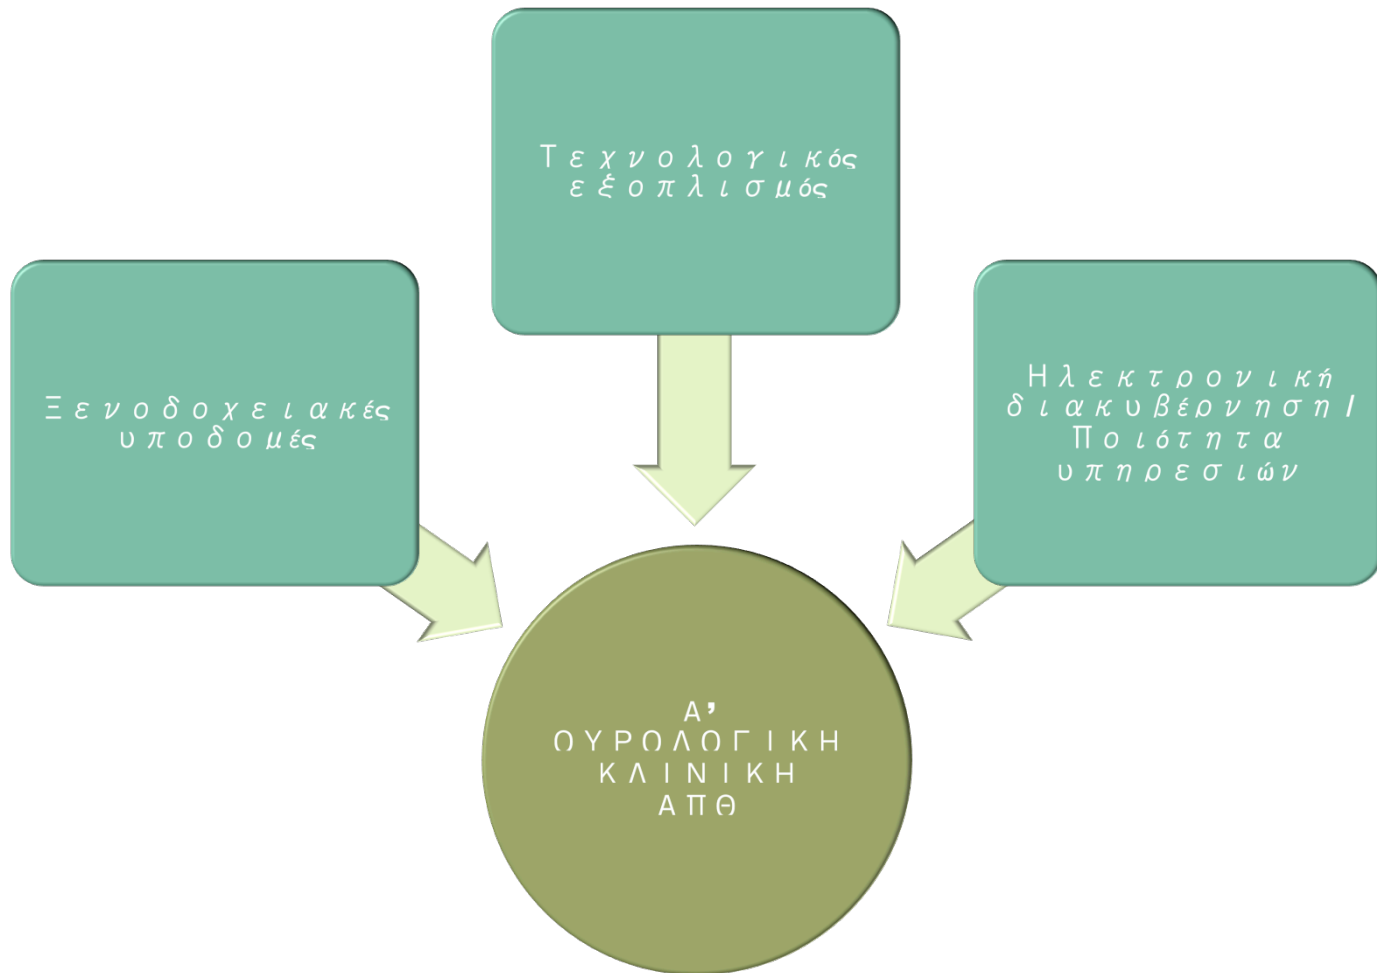 Τεχνολογικός
εξοπλισμός
Ξενοδοχειακές
υποδομές
Ηλεκτρονική
διακυβέρνηση/
Ποιότητα
υπηρεσιών
Α’
ΟΥΡΟΛΟΓΙΚΗ
ΚΛΙΝΙΚΗ
ΑΠΘ